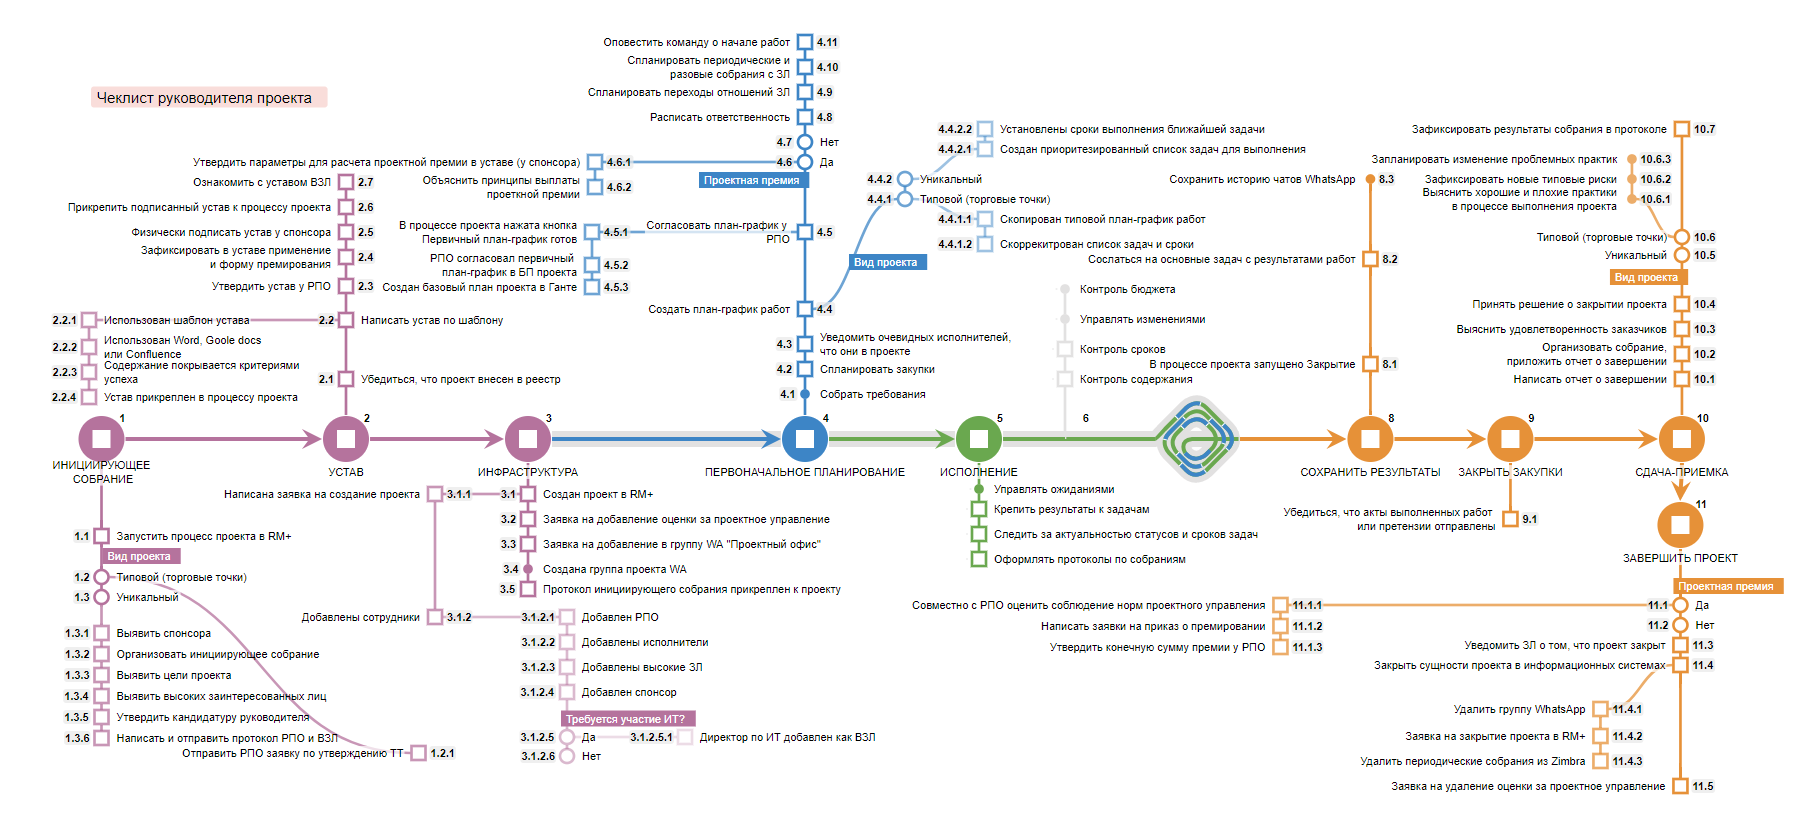 Чеклист руководителя проекта
Оповестить команду о начале работ 4.11
Спланировать периодические и
разовые собрания с ЗЛ 4.10
Спланировать переходы отношений ЗЛ 4.9
Расписать ответственность 4.8
4.7 Нет
4.6 Да
Проектная премия
Утвердить параметры для расчета проектной премии в уставе (у спонсора) 4.6.1
Объяснить принципы выплаты
проеткной премии 4.6.2
Согласовать план-график у
РПО 4.5
В процессе проекта нажата кнопка
Первичный план-график готов 4.5.1
РПО согласовал первичный
план-график в БП проекта 4.5.2
Создан базовый план проекта в Ганте 4.5.3
Создать план-график работ 4.4
Вид проекта
4.4.2.2 Установлены сроки выполнения ближайшей задачи
4.4.2.1 Создан приоритезированный список задач для выполнения
4.4.2 Уникальный
4.4.1 Типовой (торговые точки)
4.4.1.1 Скопирован типовой план-график работ
4.4.1.2 Скорректирован список задач и сроки
4.3 Уведомить очевидных исполнителей,
что они в проекте
4.2 Спланировать закупки
4.1 Собрать требования
Ознакомить с уставом ВЗЛ 2.7
Прикрепить подписанный устав к процессу проекта 2.6
Физически подписать устав у спонсора 2.5
Зафиксировать в уставе применение
и форму премирования 2.4
Утвердить устав у РПО 2.3
2.2 Написать устав по шаблону
2.2.1 Использован шаблон устава
2.2.2 Использован Word, Goole docs
или Confluence
2.2.3 Содержание покрывается критериями
успеха
2.2.4 Устав прикреплен в процессу проекта
2.1 Убедиться, что проект внесен в реестр
Контроль бюджета
Управлять изменениями
Контроль сроков
Контроль содержания
Сохранить историю чатов WhatsApp 8.3
Сослаться на основные задач с результатами работ 8.2
В процессе проекта запущено Закрытие 8.1
Зафиксировать результаты собрания в протоколе 10.7
Запланировать изменение проблемных практик 10.6.3
Зафиксировать новые типовые риски 10.6.2
Выяснить хорошие и плохие практики
в процессе выполнения проекта 10.6.1
Типовой (торговые точки) 10.6
Уникальный 10.5
Вид проекта
Принять решение о закрытии проекта 10.4
Выяснить удовлетворенность заказчиков 10.3
Организовать собрание,
приложить отчет о завершении 10.2
Написать отчет о завершении 10.1
1
ИНИЦИИРУЮЩЕЕ
СОБРАНИЕ
2
УСТАВ
3
ИНФРАСТРУКТУРА
4
ПЕРВОНАЧАЛЬНОЕ ПЛАНИРОВАНИЕ
5
ИСПОЛНЕНИЕ
6
8
СОХРАНИТЬ РЕЗУЛЬТАТЫ
9
ЗАКРЫТЬ ЗАКУПКИ
10
СДАЧА-ПРИЕМКА
11
ЗАВЕРШИТЬ ПРОЕКТ
1.1 Запустить процесс проекта в RM+
Вид проекта
1.2 Типовой (торговые точки)
1.3 Уникальный
1.3.1 Выявить спонсора
1.3.2 Организовать инициирующее собрание
1.3.3 Выявить цели проекта
1.3.4 Выявить высоких заинтересованных лиц
1.3.5 Утвердить кандидатуру руководителя
1.3.6 Написать и отправить протокол РПО и ВЗЛ
Отправить РПО заявку по утверждению ТТ 1.2.1
Написана заявка на создание проекта 3.1.1
3.1 Создан проект в RM+
3.2 Заявка на добавление оценки за проектное управление
3.3 Заявка на добавление в группу WA "Проектный офис"
3.4 Создана группа проекта WA
3.5 Протокол инициирующего собрания прикреплен к проекту
Добавлены сотрудники 3.1.2
3.1.2.1 Добавлен РПО
3.1.2.2 Добавлены исполнители
3.1.2.3 Добавлены высокие ЗЛ
3.1.2.4 Добавлен спонсор
Требуется участие ИТ?
3.1.2.5 Да
3.1.2.5.1 Директор по ИТ добавлен как ВЗЛ
3.1.2.6 Нет
Управлять ожиданиями
Крепить результаты к задачам
Следить за актуальностью статусов и сроков задач
Оформлять протоколы по собраниям
Убедиться, что акты выполненных работ
или претензии отправлены 9.1
Проектная премия
11.1 Да
11.2 Нет
Совместно с РПО оценить соблюдение норм проектного управления 11.1.1
Написать заявки на приказ о премировании 11.1.2
Утвердить конечную сумму премии у РПО 11.1.3
Уведомить ЗЛ о том, что проект закрыт 11.3
Закрыть сущности проекта в информационных системах 11.4
Удалить группу WhatsApp 11.4.1
Заявка на закрытие проекта в RM+ 11.4.2
Удалить периодические собрания из Zimbra 11.4.3
Заявка на удаление оценки за проектное управление 11.5